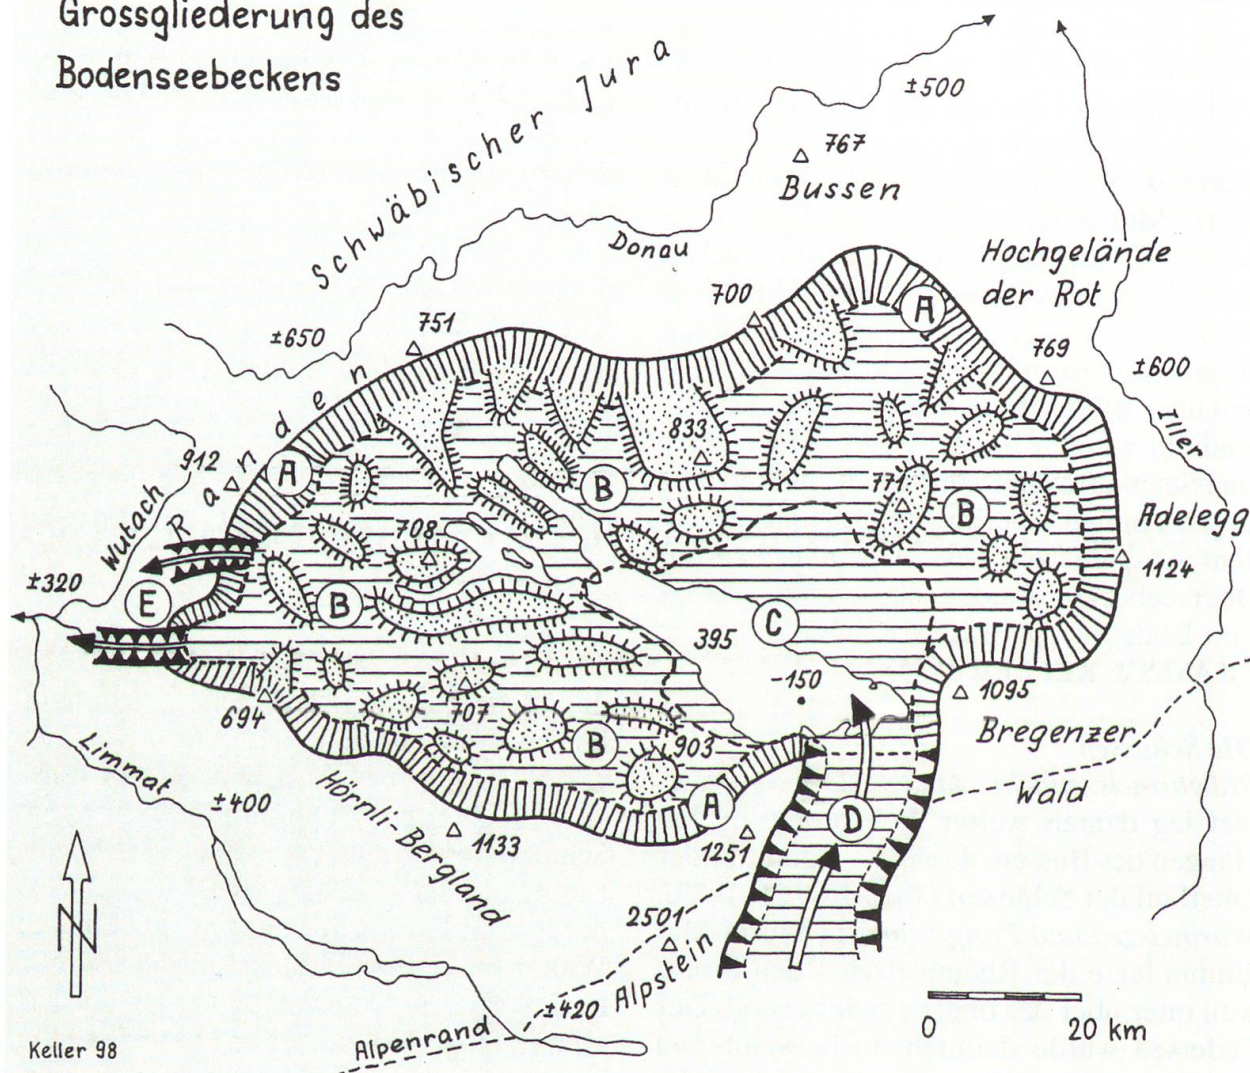 Grossgliederung des
Bodenseebeckens
Schwäbischer Jura
±500
767
Bussen
Donau
Hochgelände
der Rot
700
A
±650
751
769
±600
Iller
Randen
833
912
A
B
77
B
Adelegg
Wutach
708
1124
±320
E
B
C
395
-150
1095
694
707
B
903
Bregenzer
Wald
Limmat
±400
Hörnli-Bergland
A
D
1133
1251
2501
Alpstein
N
±420
Alpenrand
0 20 km
Keller 98